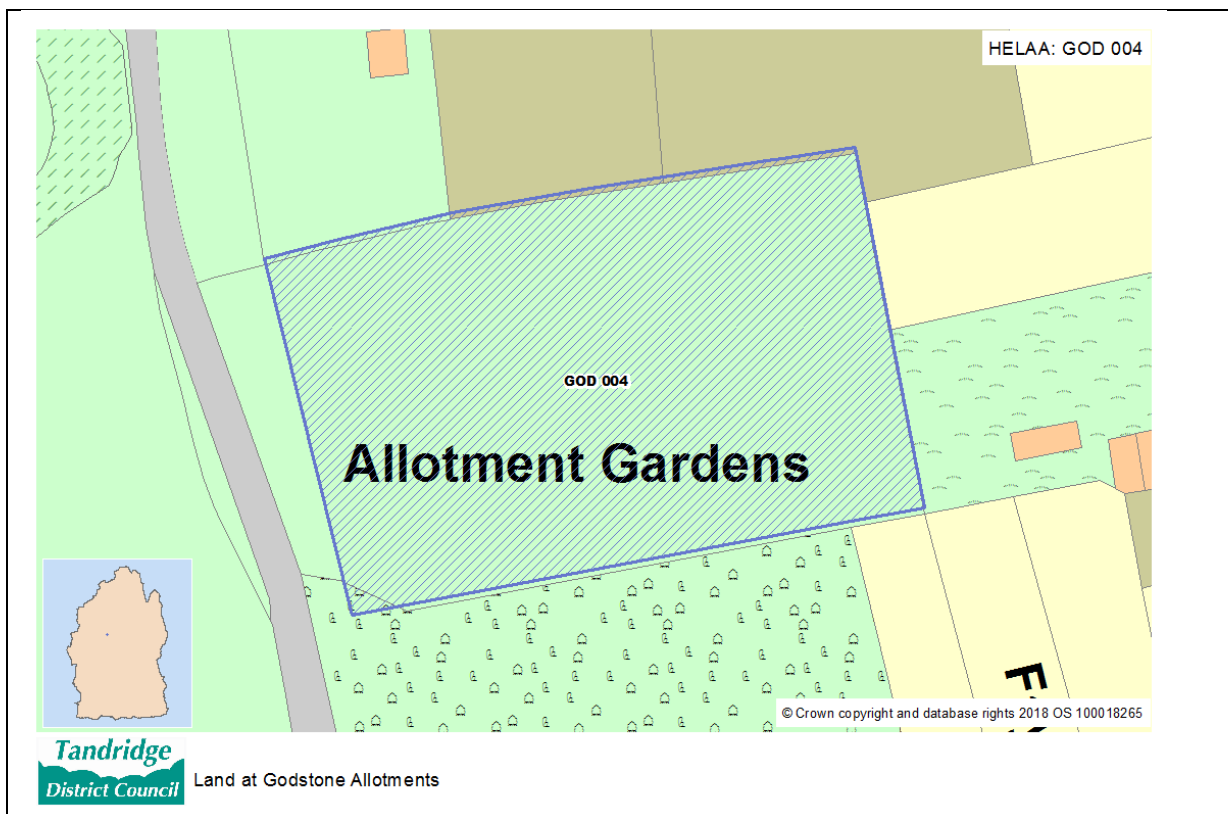 HELAA: GOD 004
GOD 004
Allotment Gardens
© Crown copyright and database rights 2018 OS 100018265
Tandridge
District Council
Land at Godstone Allotments